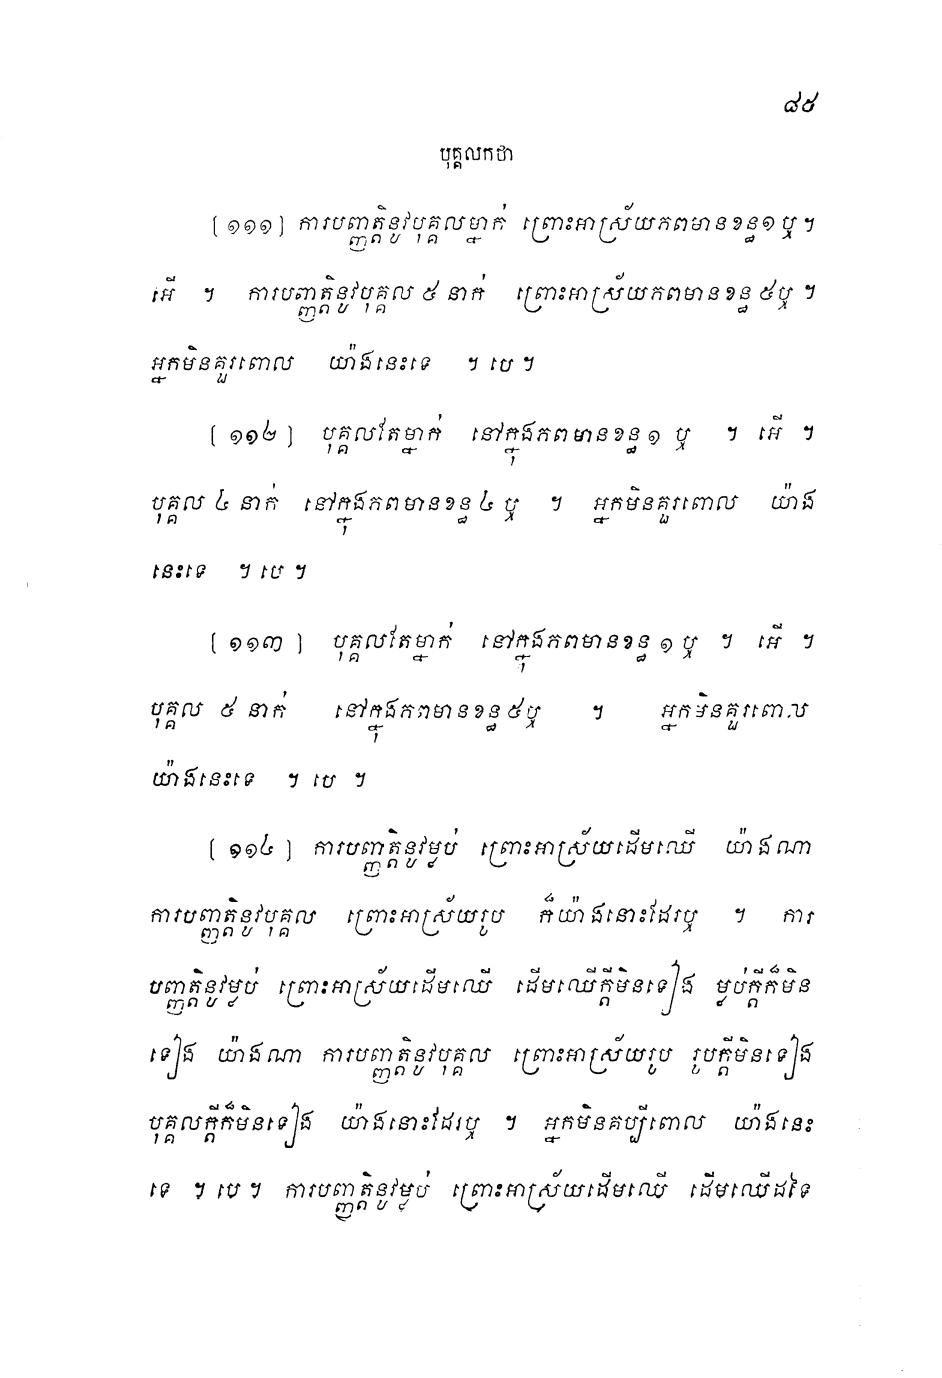 ៨៥
បុគ្គលកថា
[១១១] ការបញ្ញត្តិនូវបុគ្គលម្នាក់ ព្រោះអាស្រ័យភពមានខន្ធ១ ឬ ។
អើ ។ ការបញ្ញត្តិនូវបុគ្គល ៥ នាក់ ព្រោះអាស្រ័យភពមានខន្ធ ៥ឬ ។
អ្នកមិនគួរពោល យ៉ាងនេះទេ ។ បេ ។
[១១២] បុគ្គលតែម្នាក់ នៅក្នុងភពមានខន្ធ ១ ឬ ។ អើ ។
បុគ្គល ៤ នាក់ នៅក្នុងភពមានខន្ធ ៤ ឬ ។ អ្នកមិនគួរពោល យ៉ាង
នេះទេ ។ បេ ។
[១១៣] បុគ្គលតែម្នាក់ នៅក្នុងភពមានខន្ធ ១ ឬ ។ អើ ។
បុគ្គល ៥ នាក់ នៅក្នុងភពមានខន្ធ ៥ឬ ។ អ្នកមិនគួរពោល
យ៉ាងនេះទេ ។ បេ ។
[១១៤] ការបញ្ញត្តិនូវម្លប់ ព្រោះអាស្រ័យដើមឈើ យ៉ាងណា
ការបញ្ញត្តិនូវបុគ្គល ព្រោះអាស្រ័យរូប ក៏យ៉ាងនោះដែរឬ ។ ការ
បញ្ញត្តិនូវម្លប់ ព្រោះអាស្រ័យដើមឈើ ដើមឈើក្តីមិនទៀង ម្លប់ក្តីក៏មិន
ទៀង យ៉ាងណា ការបញ្ញត្តិនូវបុគ្គល ព្រោះអាស្រ័យរូប រូបក្តីមិនទៀង
បុគ្គលក្តីក៏មិនទៀង យ៉ាងនោះដែរឬ ។ អ្នកមិនគប្បីពោល យ៉ាងនេះ
ទេ ។ បេ ។ ការបញ្ញត្តិនូវម្លប់ ព្រោះអាស្រ័យដើមឈើ ដើមឈើដទៃ